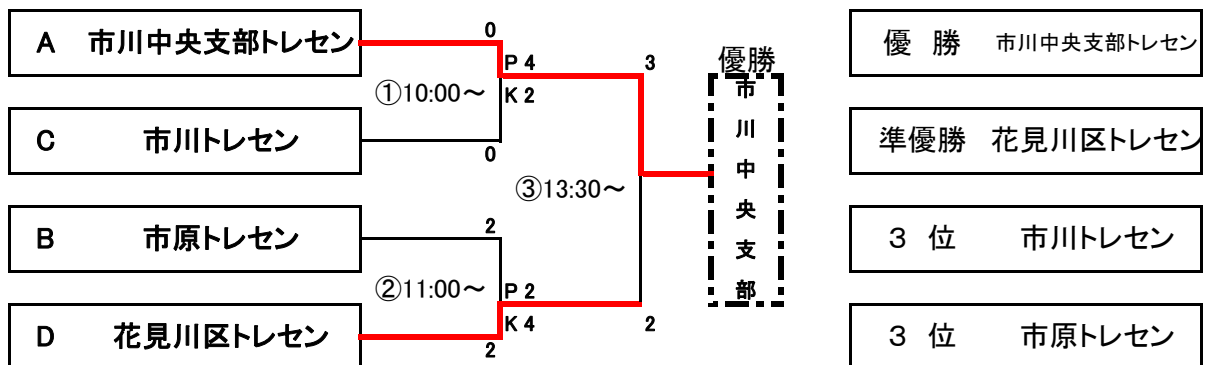 A 市川中央支部トレセン
0
P 4
①10:00～
K 2
C 市川トレセン
0
3
③13:30～
B 市原トレセン
2
②11:00～
P 2
K 4
D 花見川区トレセン
2
2
優勝
市川中央支部
優 勝 市川中央支部トレセン
準優勝 花見川区トレセン
３ 位 市川トレセン
３ 位 市原トレセン